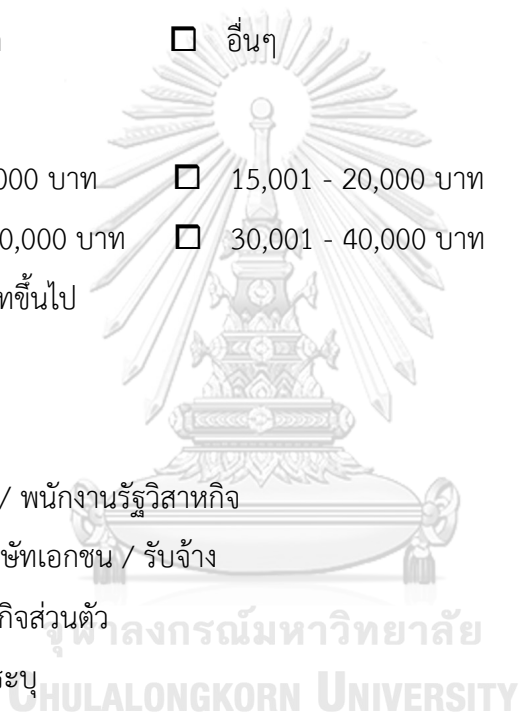 อื่นๆ
000 บาท 15,001 - 20,000 บาท
0,000 บาท 30,001 - 40,000 บาท
ทขึ้นไป
/ พนักงานรัฐวิสาหกิจ
ษัทเอกชน / รับจ้าง
กิจส่วนตัว
จุฬาลงกรณ์มหาวิทยาลัย
ระบุ
CHULALONGKORN UNIVERSITY